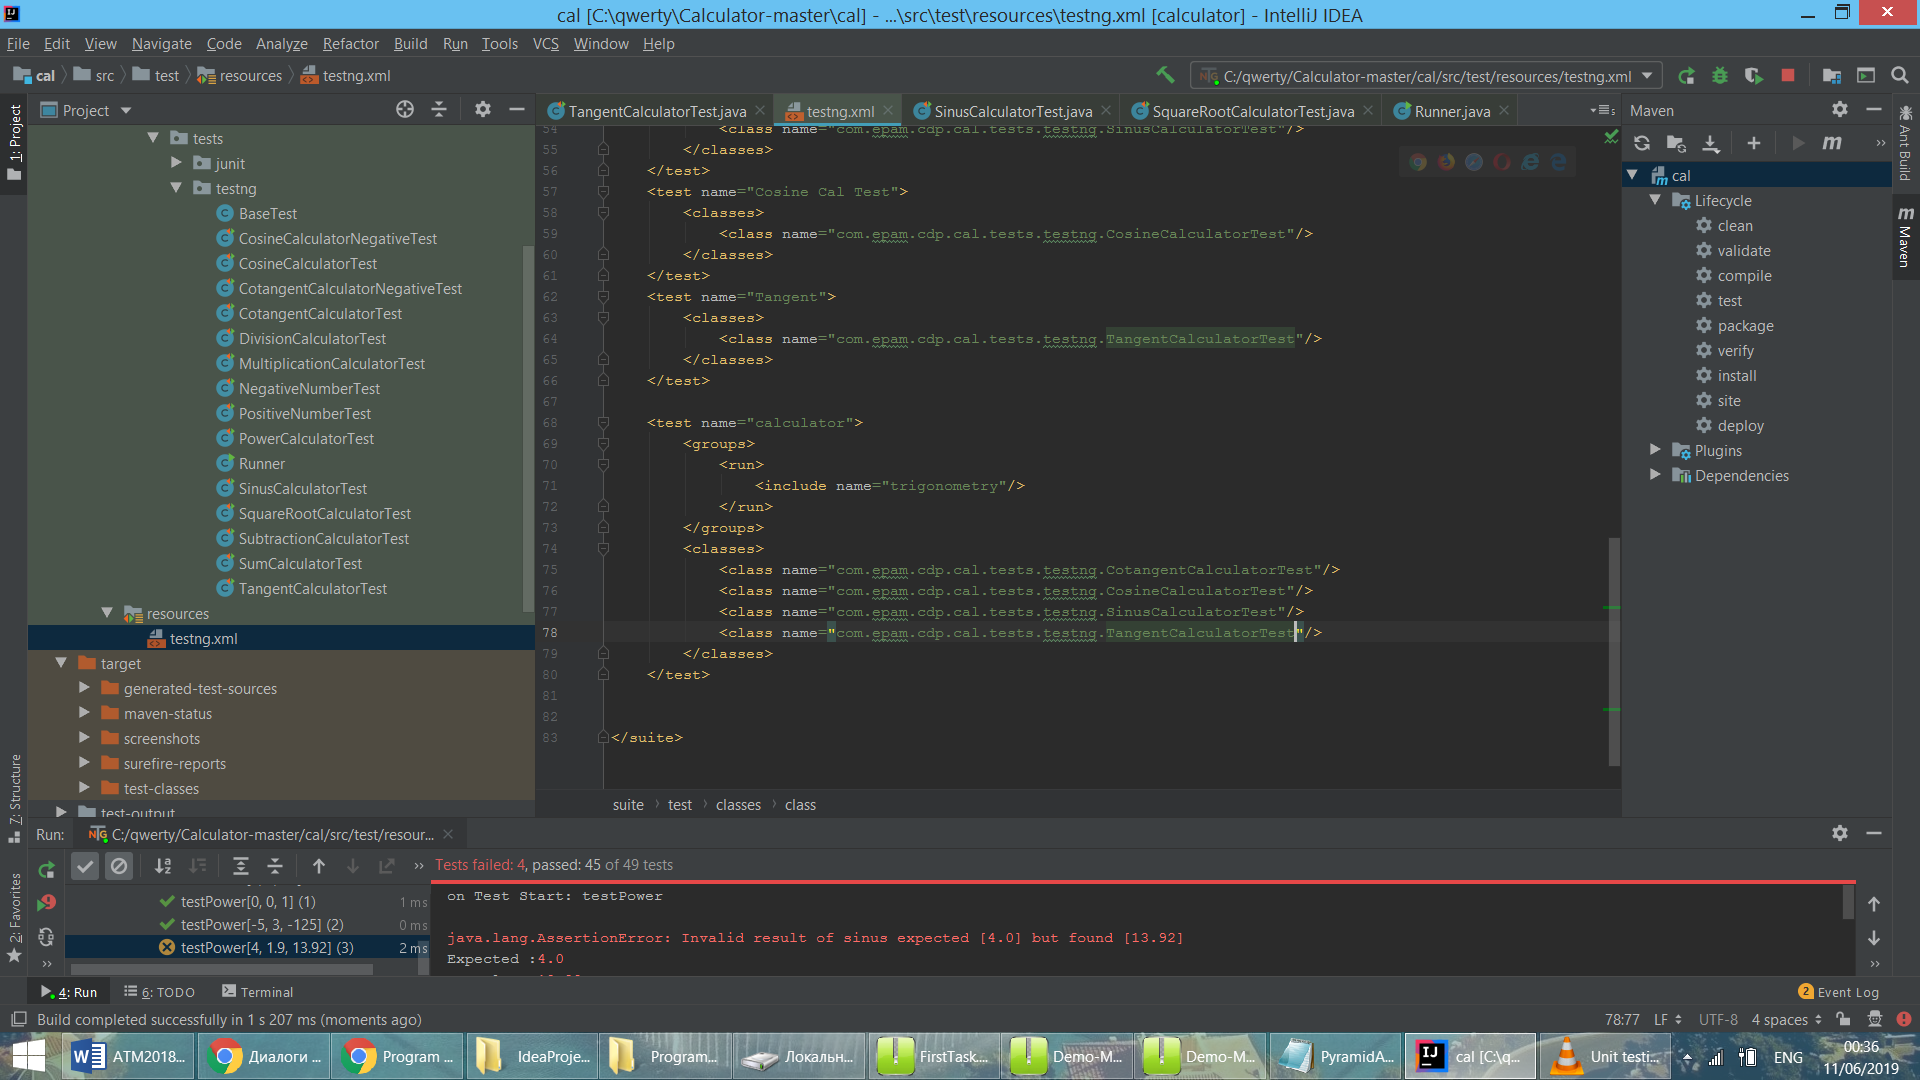 cal [C:\qwerty\Calculator-master\cal] - ...\src\test\resources\testng.xml [calculator] - IntelliJ IDEA
File Edit View Navigate Code Analyze Refactor Build Run Tools VCS Window Help
cal src test resources testng.xml
C:/qwerty/Calculator-master/cal/src/test/resources/testng.xml
1: Project
Z: Structure
2: Favorites
Project
tests
junit
testng
BaseTest
CosineCalculatorNegativeTest
CosineCalculatorTest
CotangentCalculatorNegativeTest
CotangentCalculatorTest
DivisionCalculatorTest
MultiplicationCalculatorTest
NegativeNumberTest
PositiveNumberTest
PowerCalculatorTest
Runner
SinusCalculatorTest
SquareRootCalculatorTest
SubtractionCalculatorTest
SumCalculatorTest
TangentCalculatorTest
resources
testng.xml
target
generated-test-sources
maven-status
screenshots
surefire-reports
test-classes
test-output
TangentCalculatorTest.java testng.xml SinusCalculatorTest.java SquareRootCalculatorTest.java Runner.java
54 <class name="com.epam.cdp.cal.tests.testng.SinusCalculatorTest"/>
55 </classes>
56 </test>
57 <test name="Cosine Cal Test">
58 <classes>
59 <class name="com.epam.cdp.cal.tests.testng.CosineCalculatorTest"/>
60 </classes>
61 </test>
62 <test name="Tangent">
63 <classes>
64 <class name="com.epam.cdp.cal.tests.testng.TangentCalculatorTest"/>
65 </classes>
66 </test>
67
68 <test name="calculator">
69 <groups>
70 <run>
71 <include name="trigonometry"/>
72 </run>
73 </groups>
74 <classes>
75 <class name="com.epam.cdp.cal.tests.testng.CotangentCalculatorTest"/>
76 <class name="com.epam.cdp.cal.tests.testng.CosineCalculatorTest"/>
77 <class name="com.epam.cdp.cal.tests.testng.SinusCalculatorTest"/>
78 <class name="com.epam.cdp.cal.tests.testng.TangentCalculatorTest"/>
79 </classes>
80 </test>
81
82
83 </suite>
suite test classes class
Maven
cal
Lifecycle
clean
validate
compile
test
package
verify
install
site
deploy
Plugins
Dependencies
Ant Build
Maven
Run: C:/qwerty/Calculator-master/cal/src/test/resour...
Tests failed: 4, passed: 45 of 49 tests
testPower[0, 0, 1] (1) 1 ms
testPower[-5, 3, -125] (2) 0 ms
testPower[4, 1.9, 13.92] (3) 2 ms
on Test Start: testPower
java.lang.AssertionError: Invalid result of sinus expected [4.0] but found [13.92]
Expected :4.0
4: Run 6: TODO Terminal
2 Event Log
Build completed successfully in 1 s 207 ms (moments ago)
78:77 LF UTF-8 4 spaces
ATM2018... Диалоги ... Program ... IdeaProje... Program... Локальн... FirstTask.... Demo-M... Demo-M... PyramidA... cal [C:\q... Unit testi...
ENG
00:36
11/06/2019